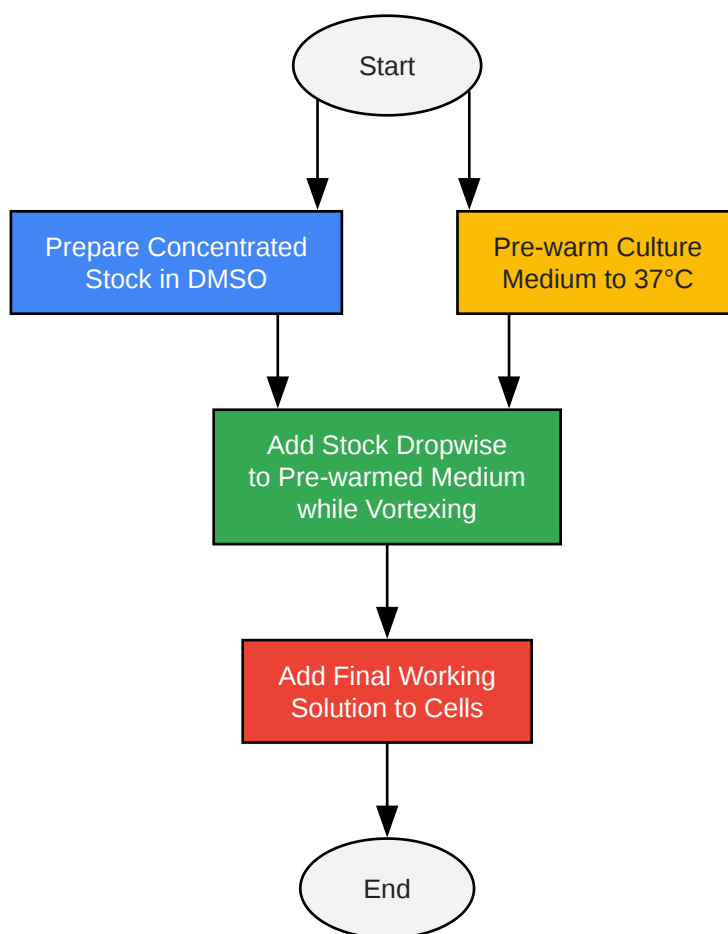 Start
Prepare Concentrated
Stock in DMSO
Pre-warm Culture
Medium to 37°C
Add Stock Dropwise
to Pre-warmed Medium
while Vortexing
Add Final Working
Solution to Cells
End